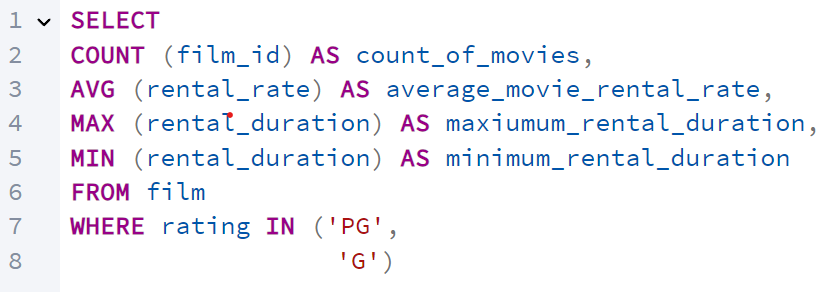 1 SELECT
2 COUNT (film_id) AS count_of_movies,
3 AVG (rental_rate) AS average_movie_rental_rate,
4 MAX (rental_duration) AS maxiumum_rental_duration,
5 MIN (rental_duration) AS minimum_rental_duration
6 FROM film
7 WHERE rating IN ('PG',
8 'G')